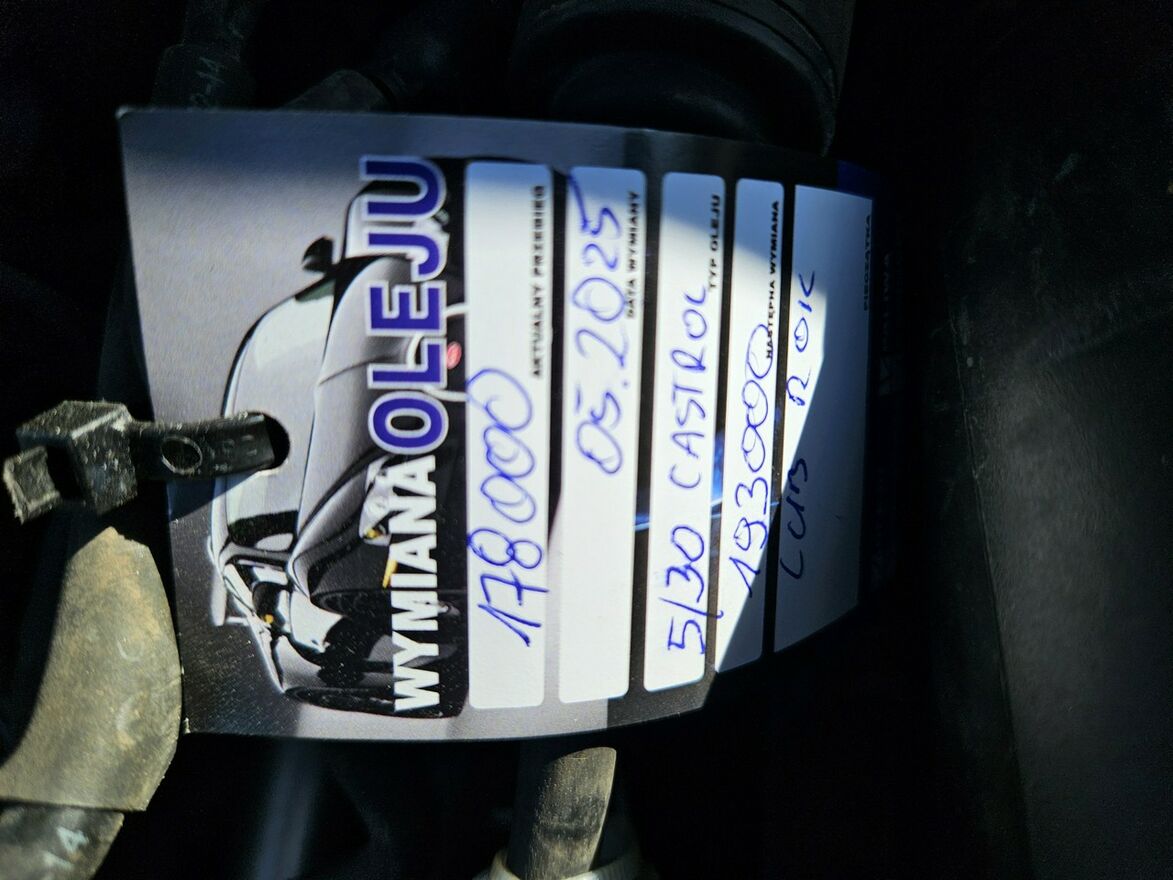 WYMIANA OLEJU
178000
AKTUALNY PRZEBIEG
05.2025
DATA WYMIANY
5/30 CASTROL
TYP OLEJU
193000
NASTĘPNA WYMIANA
LUB ROK
PIECZĄTKA